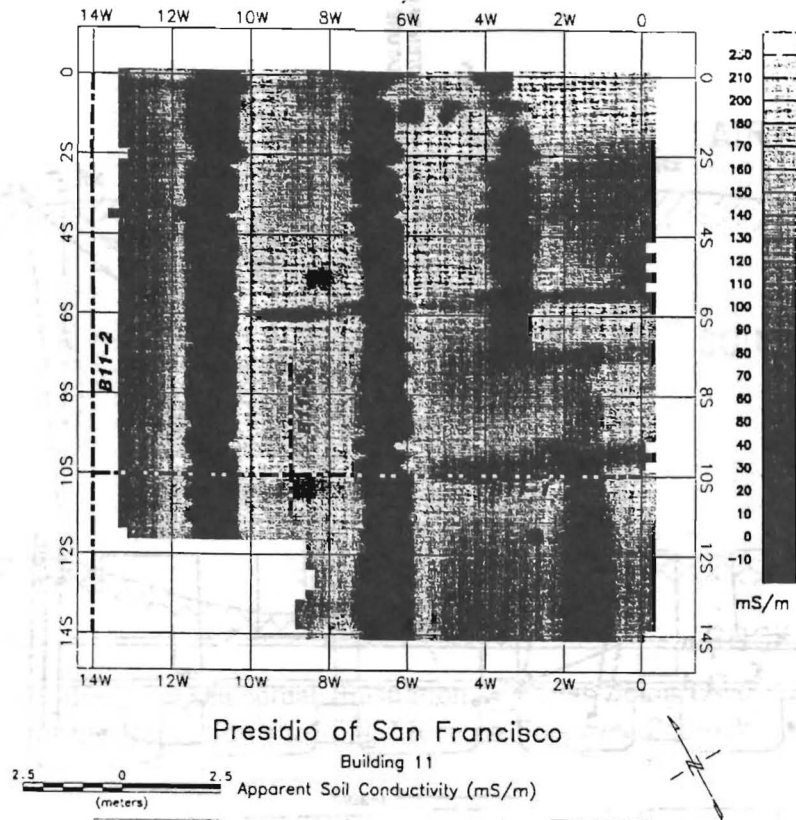 14W 12W 10W 8W 6W 4W 2W 0
0
2S
4S
6S
8S
10S
12S
14S
B11-2
0
2S
4S
6S
8S
10S
12S
14S
14W 12W 10W 8W 6W 4W 2W 0
210
200
180
170
160
150
140
130
120
110
100
90
80
70
60
50
40
30
20
10
0
-10
mS/m
Presidio of San Francisco
Building 11
2.5 0 2.5
(meters)
Apparent Soil Conductivity (mS/m)